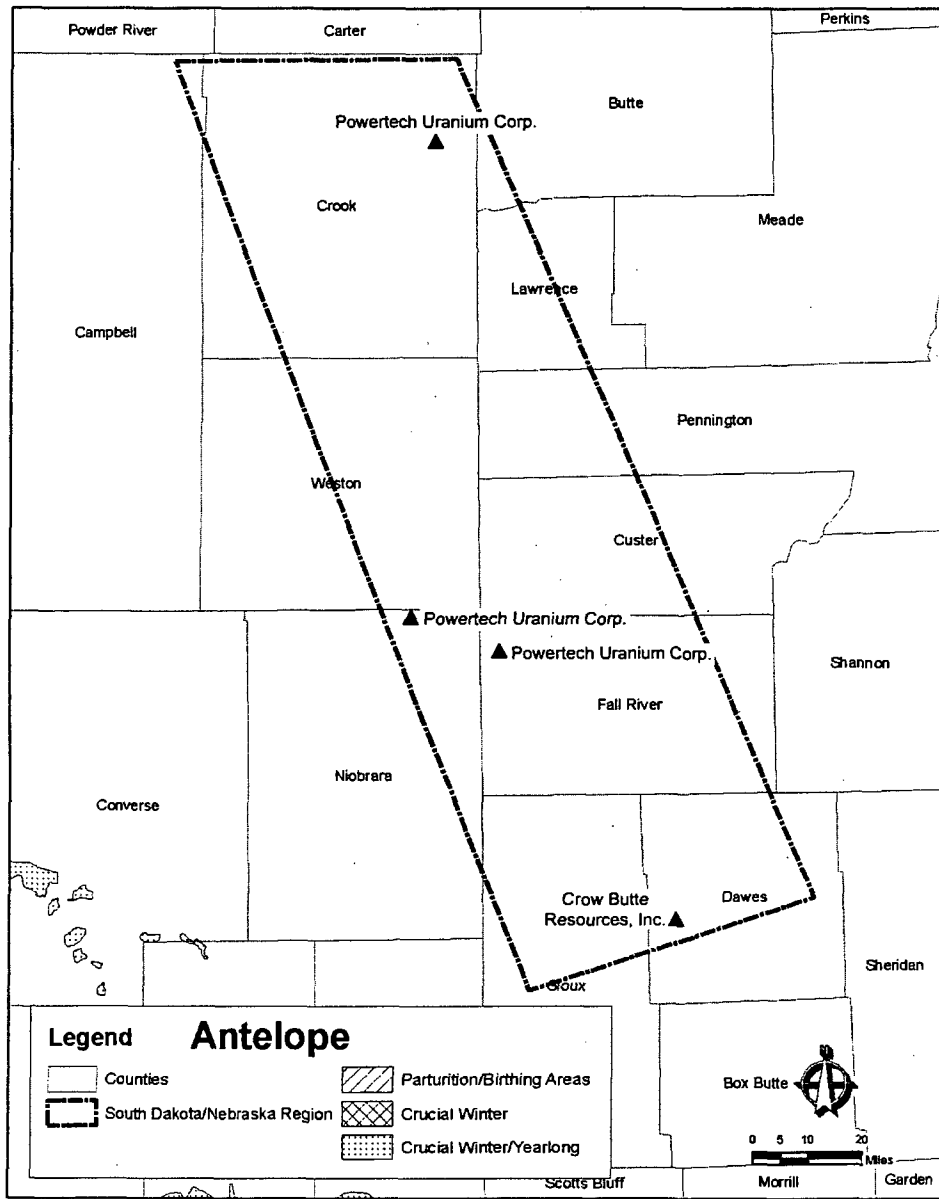 Perkins
Powder River
Carter
Butte
Powertech Uranium Corp.
Crook
Meade
Lawrence
Campbell
Pennington
Weston
Custer
Powertech Uranium Corp.
Powertech Uranium Corp.
Shannon
Fall River
Niobrara
Converse
Crow Butte
Resources, Inc.
Dawes
Sheridan
Sioux
Legend
Antelope
Counties
South Dakota/Nebraska Region
Parturition/Birthing Areas
Crucial Winter
Crucial Winter/Yearlong
Box Butte
N
0 5 10 20
Miles
Scotts Bluff
Morrill
Garden